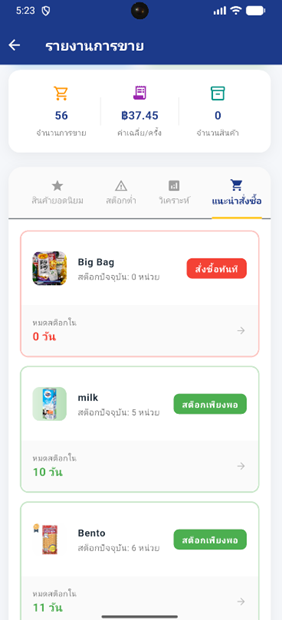 5:23
รายงานการขาย
56
฿37.45
0
จำนวนการขาย
ค่าเฉลี่ย/ครั้ง
จำนวนสินค้า
สินค้ายอดนิยม
สต็อกต่ำ
วิเคราะห์
แนะนำสั่งซื้อ
Big Bag
สต็อกปัจจุบัน: 0 หน่วย
สั่งซื้อทันที
หมดสต็อกใน
0 วัน
milk
สต็อกปัจจุบัน: 5 หน่วย
สต็อกเพียงพอ
หมดสต็อกใน
10 วัน
Bento
สต็อกปัจจุบัน: 6 หน่วย
สต็อกเพียงพอ
หมดสต็อกใน
11 วัน